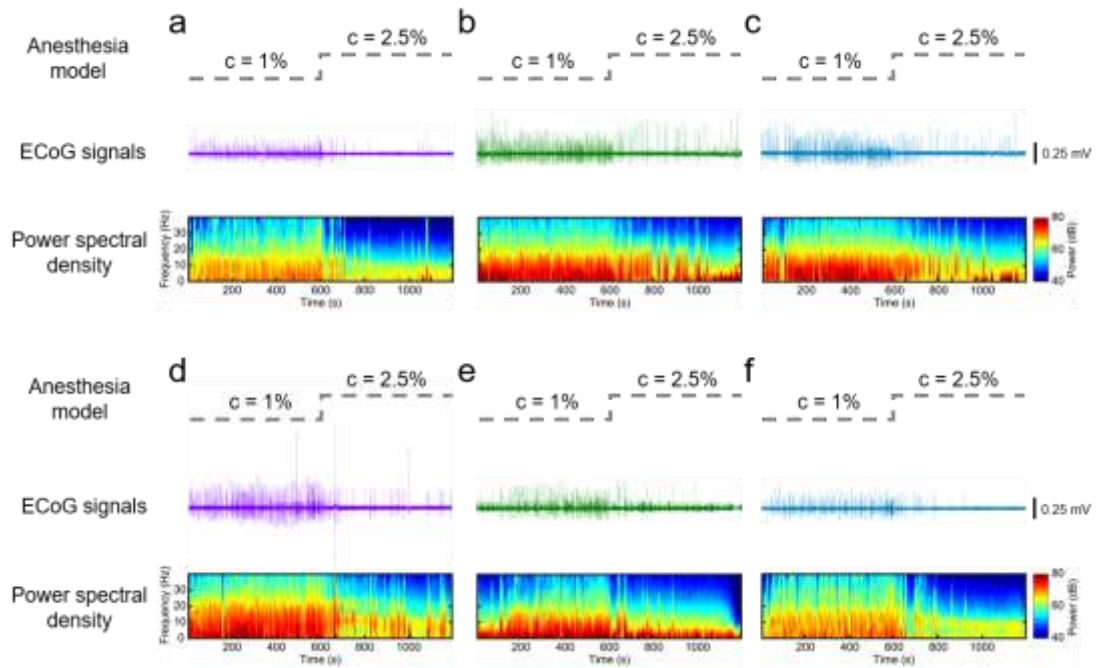 a b c
Anesthesia
model
c = 1% c = 2.5% c = 1% c = 2.5% c = 1% c = 2.5%
ECoG signals
0.25 mV
Power spectral
density
Frequency (Hz)
30
20
10
0
200 400 600 800 1000
Time (s)
200 400 600 800 1000
Time (s)
200 400 600 800 1000
Time (s)
80
60
40
Power (dB)
d e f
Anesthesia
model
c = 1% c = 2.5% c = 1% c = 2.5% c = 1% c = 2.5%
ECoG signals
0.25 mV
Power spectral
density
Frequency (Hz)
30
20
10
0
200 400 600 800 1000
Time (s)
200 400 600 800 1000
Time (s)
200 400 600 800 1000
Time (s)
80
60
40
Power (dB)